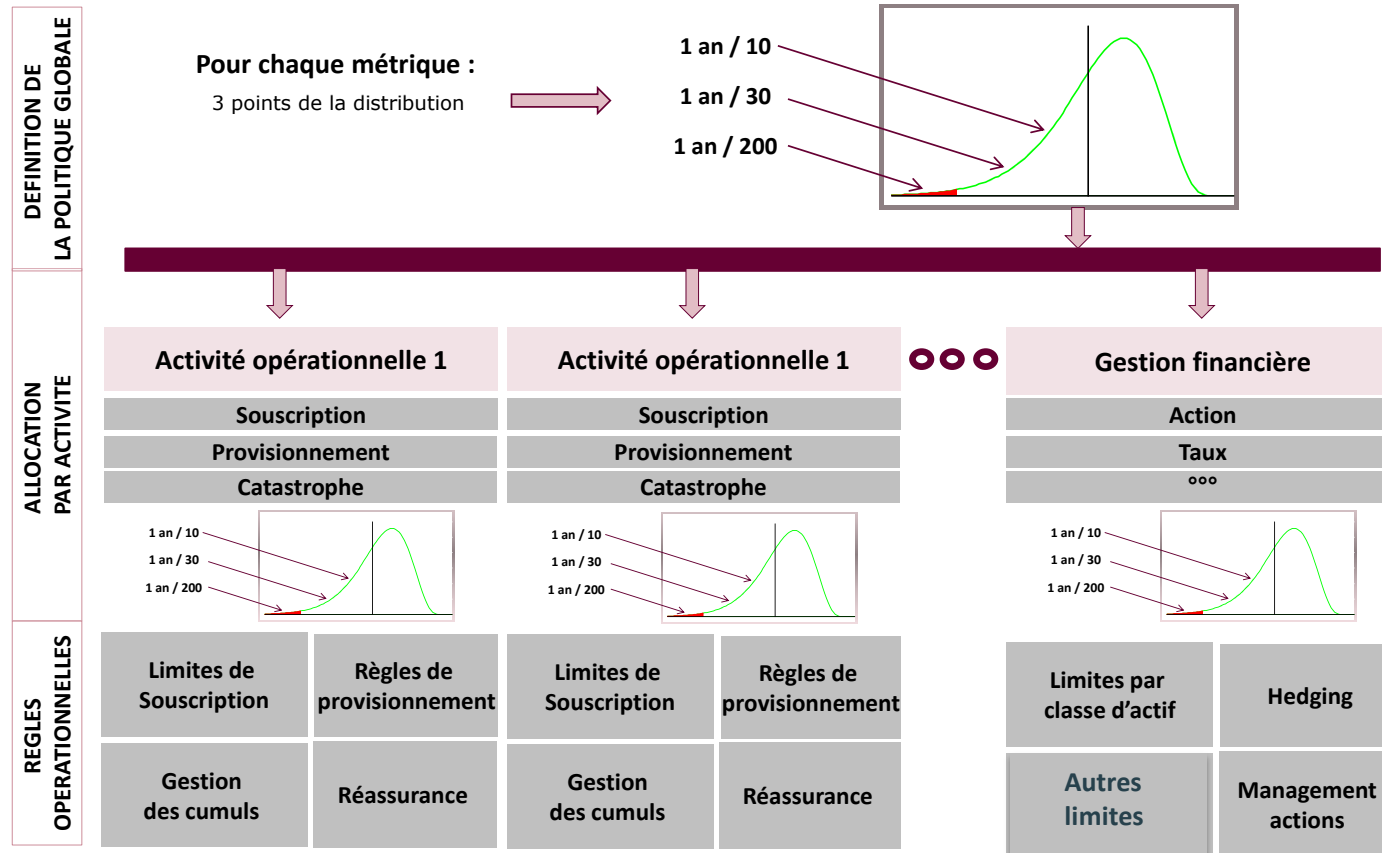 DEFINITION DE
LA POLITIQUE GLOBALE
Pour chaque métrique :
3 points de la distribution
1 an / 10
1 an / 30
1 an / 200
ALLOCATION
PAR ACTIVITE
Activité opérationnelle 1
Souscription
Provisionnement
Catastrophe
1 an / 10
1 an / 30
1 an / 200
Activité opérationnelle 1
Souscription
Provisionnement
Catastrophe
1 an / 10
1 an / 30
1 an / 200
Gestion financière
Action
Taux
°°°
1 an / 10
1 an / 30
1 an / 200
REGLES
OPERATIONNELLES
Limites de
Souscription
Règles de
provisionnement
Gestion
des cumuls
Réassurance
Limites de
Souscription
Règles de
provisionnement
Gestion
des cumuls
Réassurance
Limites par
classe d’actif
Hedging
Autres
limites
Management
actions